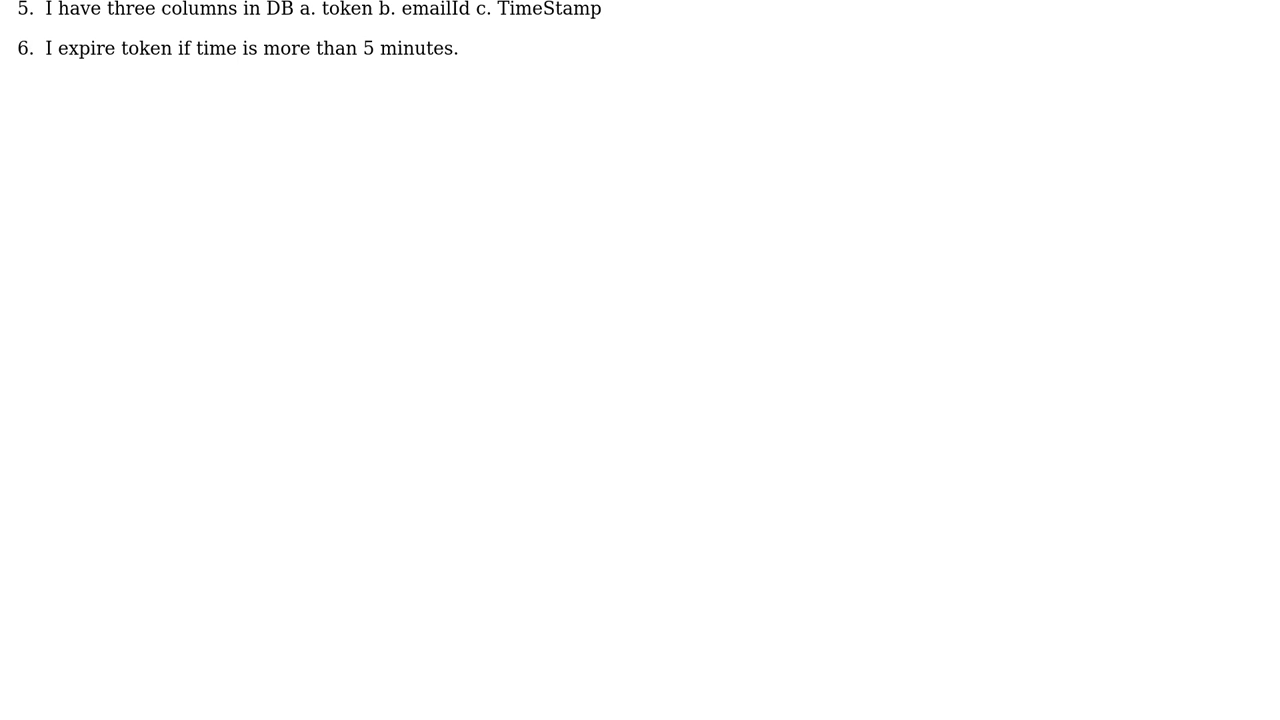 5. I have three columns in DB a. token b. emailId c. TimeStamp
6. I expire token if time is more than 5 minutes.